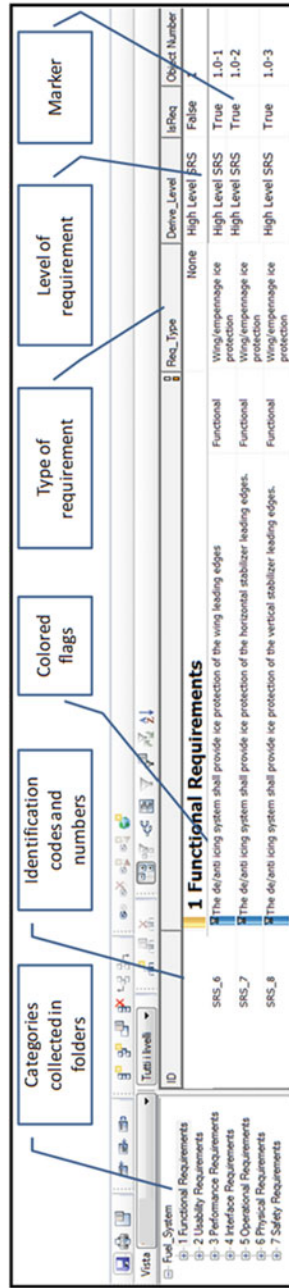 Categories
collected in
folders
Identification
codes and
numbers
Colored
flags
Type of
requirement
Level of
requirement
Marker
Vista
Tutti i livelli
Fuel_System
1 Functional Requirements
2 Usability Requirements
3 Performance Requirements
4 Interface Requirements
5 Operational Requirements
6 Physical Requirements
7 Safety Requirements
ID Req_Type Derive_Level IsReq Object Number
1 Functional Requirements None High Level SRS False 1
SRS_6 The de/anti icing system shall provide ice protection of the wing leading edges Functional Wing/empennage ice High Level SRS True 1.0-1
protection
SRS_7 The de/anti icing system shall provide ice protection of the horizontal stabilizer leading edges. Functional Wing/empennage ice High Level SRS True 1.0-2
protection
SRS_8 The de/anti icing system shall provide ice protection of the vertical stabilizer leading edges. Functional Wing/empennage ice High Level SRS True 1.0-3
protection